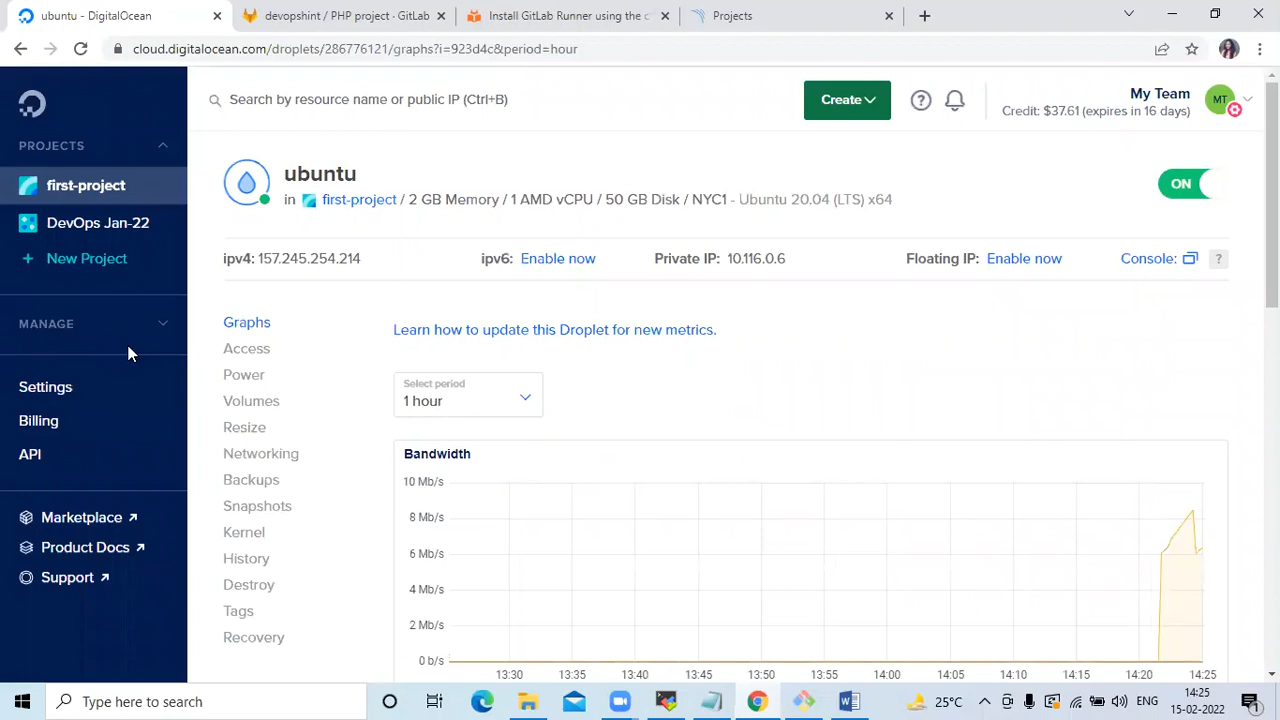 ubuntu - DigitalOcean
devopshint / PHP project · GitLab
Install GitLab Runner using the c
Projects
cloud.digitalocean.com/droplets/286776121/graphs?i=923d4c&period=hour
Search by resource name or public IP (Ctrl+B)
Create
My Team
Credit: $37.61 (expires in 16 days)
MT
PROJECTS
first-project
DevOps Jan-22
+ New Project
MANAGE
Settings
Billing
API
Marketplace
Product Docs
Support
ubuntu
in first-project / 2 GB Memory / 1 AMD vCPU / 50 GB Disk / NYC1 - Ubuntu 20.04 (LTS) x64
ON
ipv4: 157.245.254.214
ipv6: Enable now
Private IP: 10.116.0.6
Floating IP: Enable now
Console:
?
Graphs
Access
Power
Volumes
Resize
Networking
Backups
Snapshots
Kernel
History
Destroy
Tags
Recovery
Learn how to update this Droplet for new metrics.
Select period
1 hour
Bandwidth
10 Mb/s
8 Mb/s
6 Mb/s
4 Mb/s
2 Mb/s
0 b/s
13:30 13:35 13:40 13:45 13:50 13:55 14:00 14:05 14:10 14:15 14:20 14:25
Type here to search
25°C
ENG
14:25
15-02-2022
1